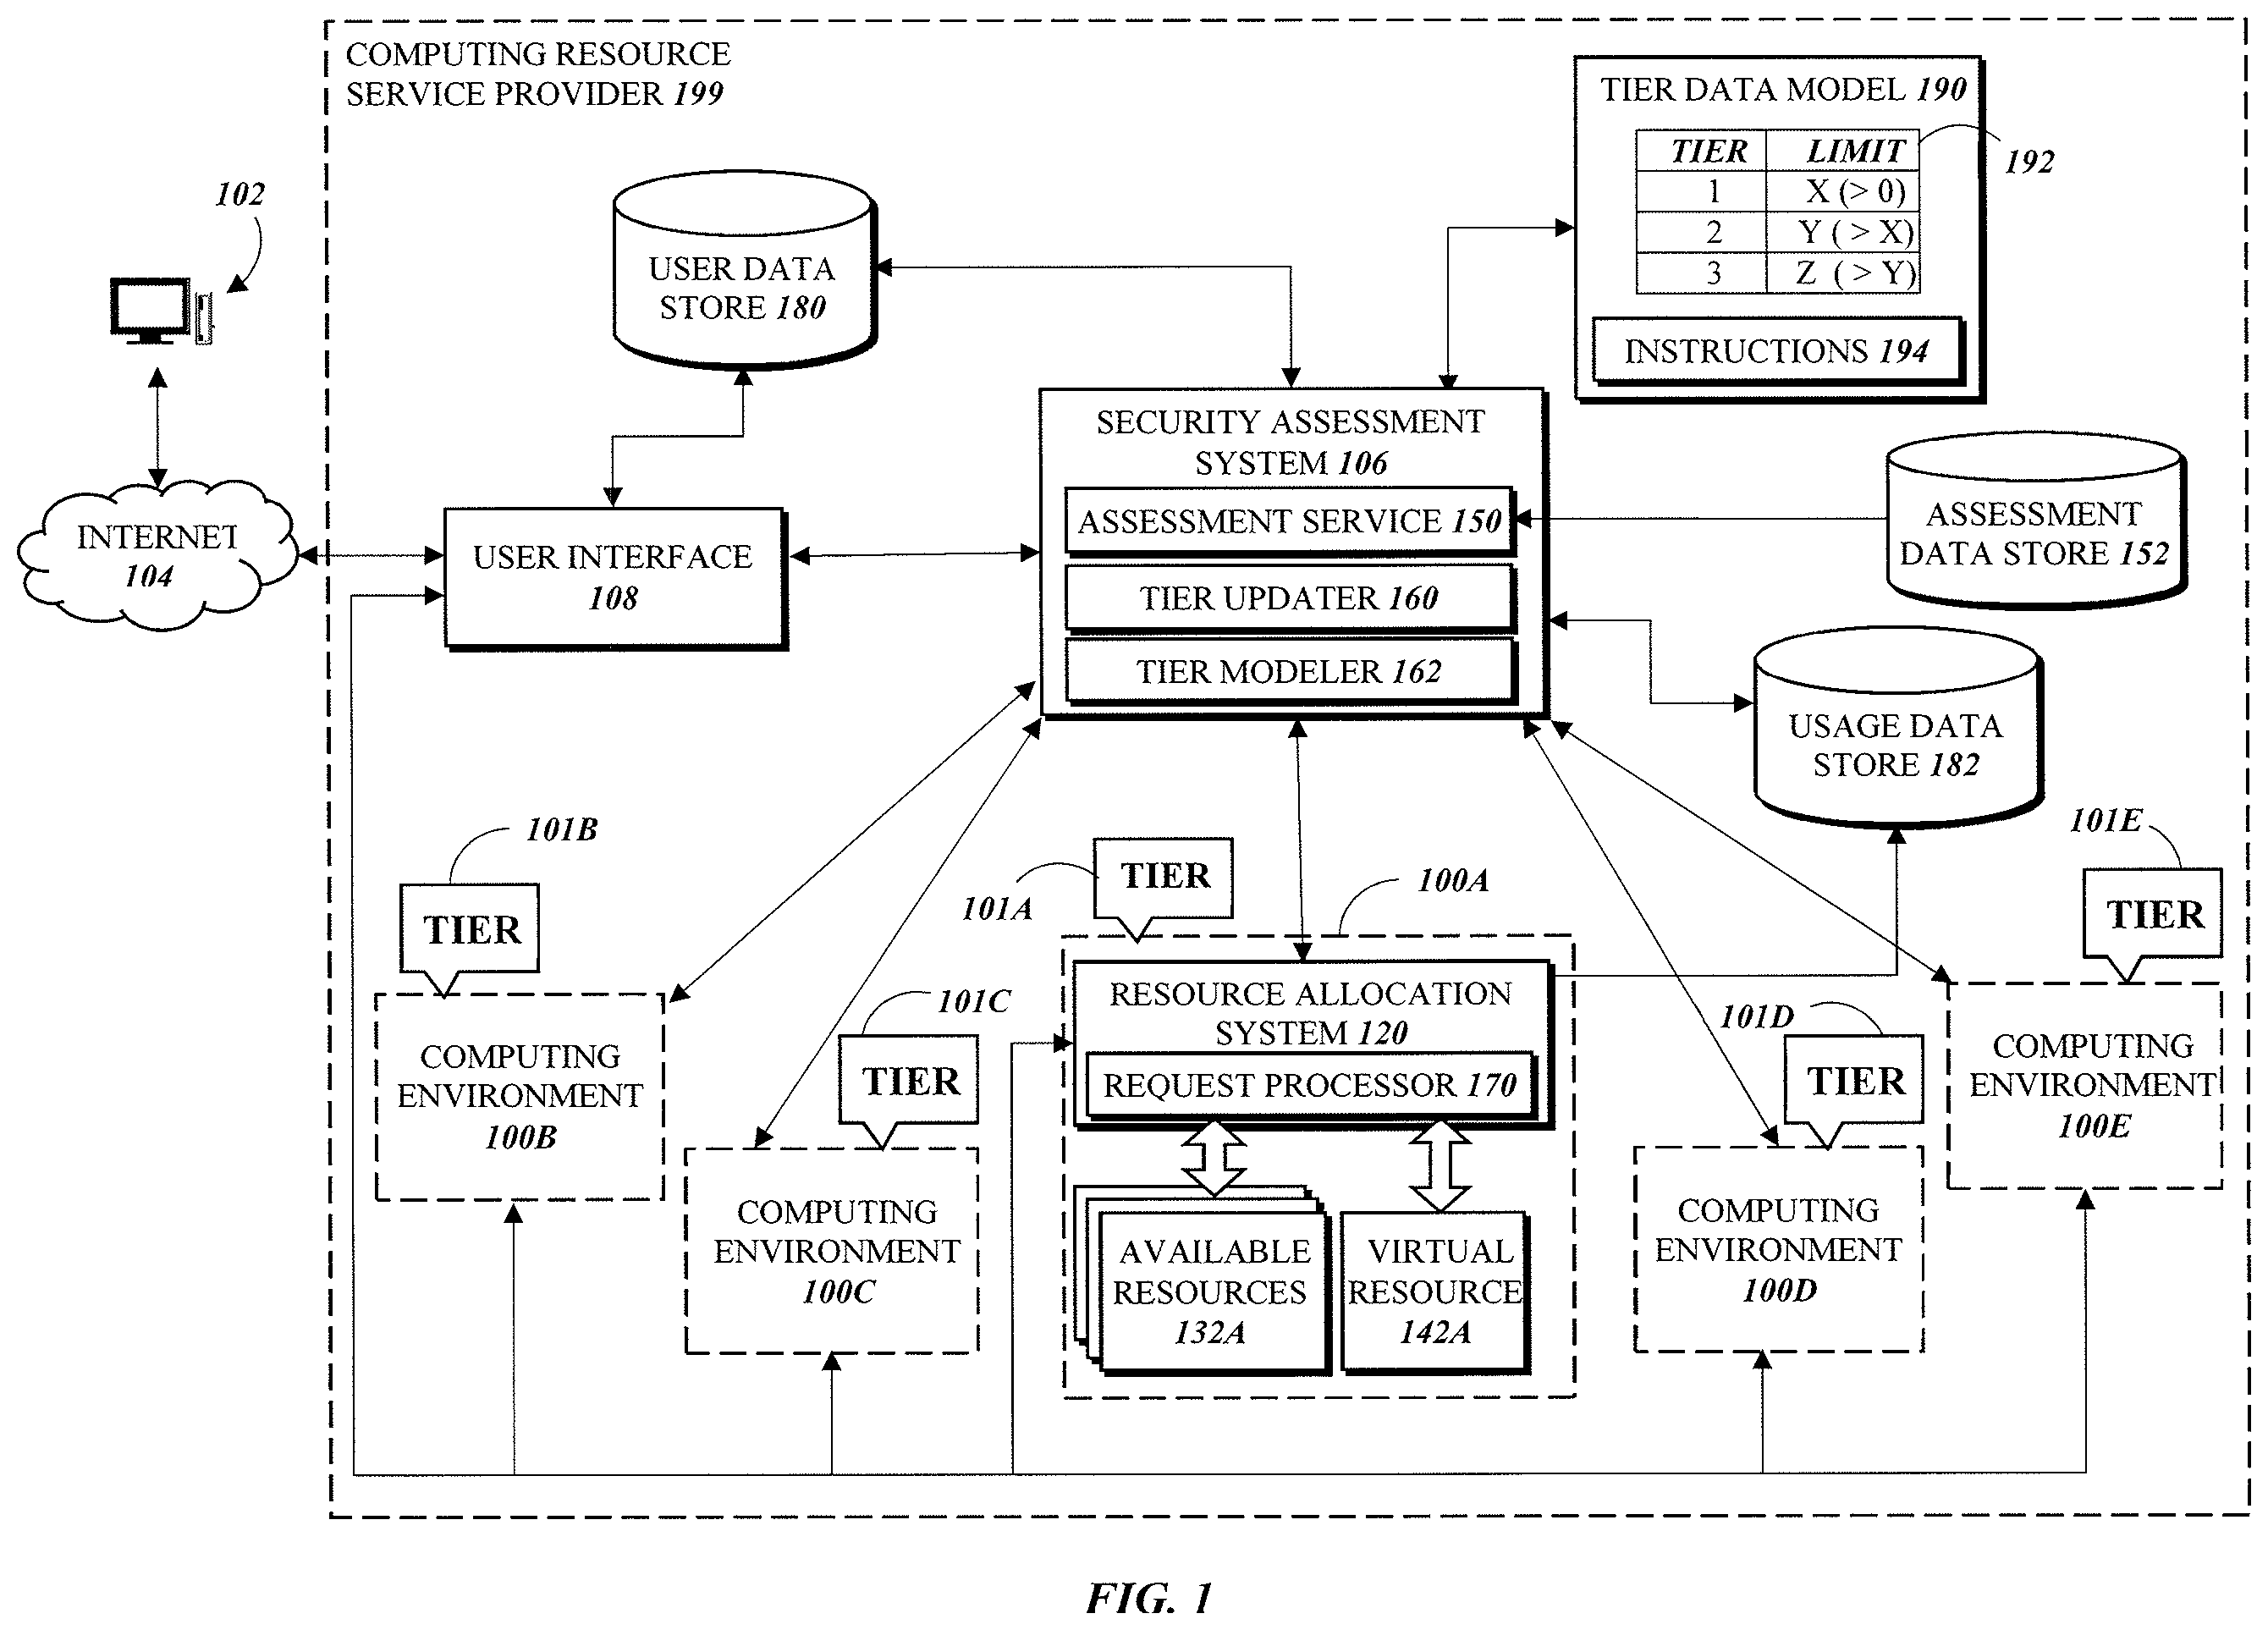 COMPUTING RESOURCE
SERVICE PROVIDER 199
TIER DATA MODEL 190
TIER LIMIT
1 X (> 0)
2 Y ( > X)
3 Z ( > Y)
192
INSTRUCTIONS 194
102
USER DATA
STORE 180
INTERNET
104
USER INTERFACE
108
SECURITY ASSESSMENT
SYSTEM 106
ASSESSMENT SERVICE 150
TIER UPDATER 160
TIER MODELER 162
ASSESSMENT
DATA STORE 152
USAGE DATA
STORE 182
101B
TIER
COMPUTING
ENVIRONMENT
100B
101C
TIER
COMPUTING
ENVIRONMENT
100C
101A
TIER
100A
RESOURCE ALLOCATION
SYSTEM 120
REQUEST PROCESSOR 170
AVAILABLE
RESOURCES
132A
VIRTUAL
RESOURCE
142A
101D
TIER
COMPUTING
ENVIRONMENT
100D
101E
TIER
COMPUTING
ENVIRONMENT
100E
FIG. 1